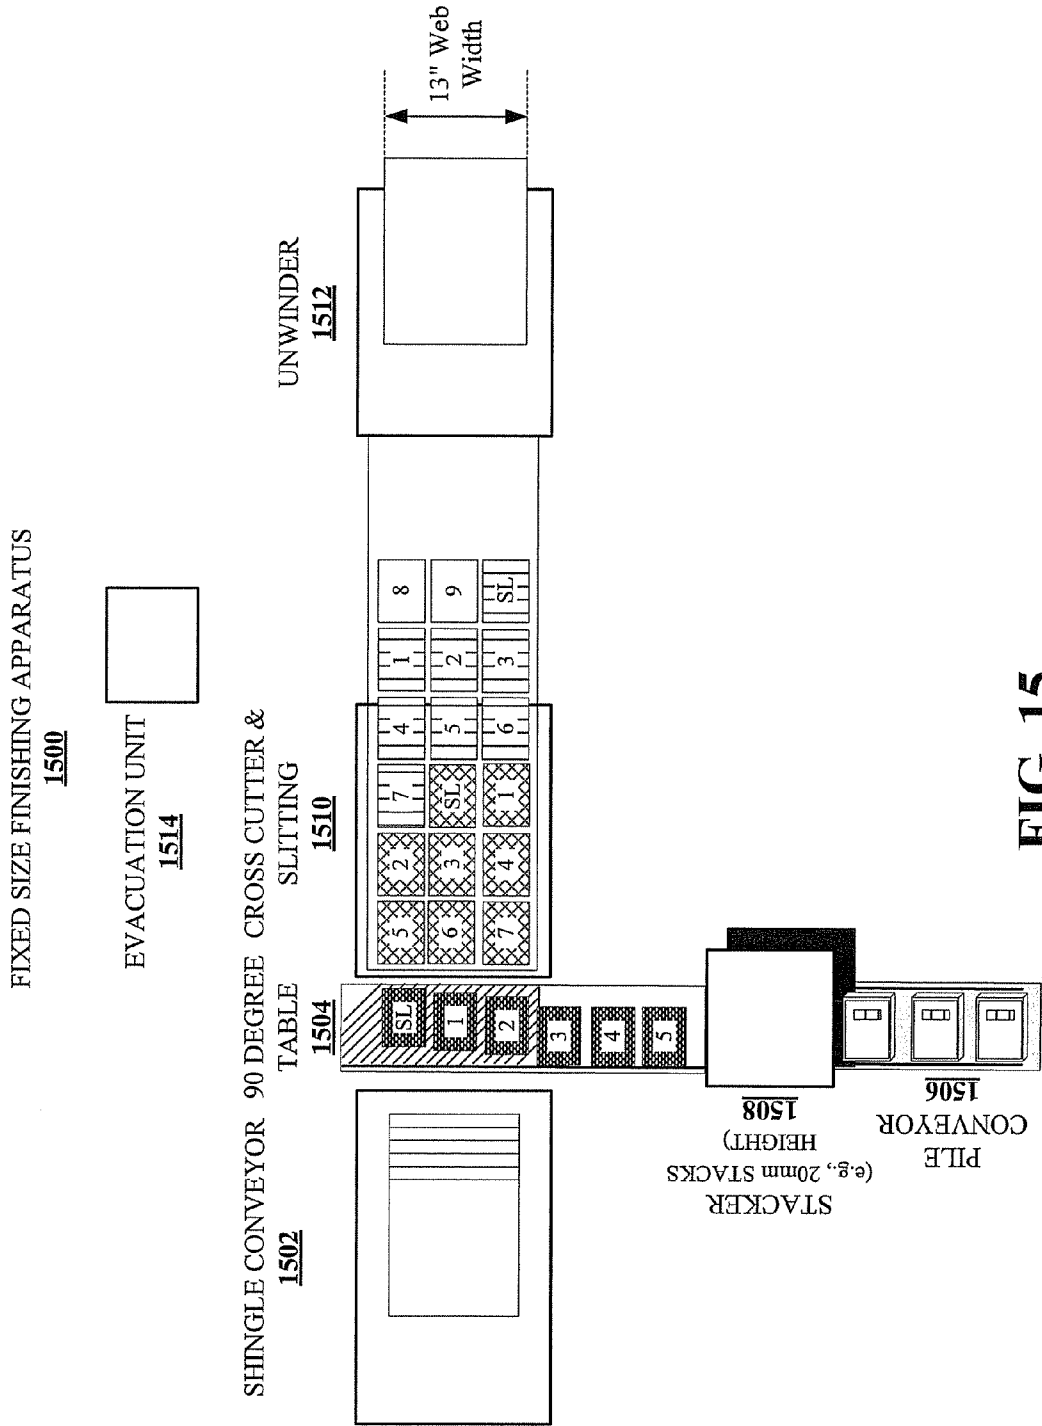 FIXED SIZE FINISHING APPARATUS
1500
EVACUATION UNIT
1514
SHINGLE CONVEYOR
1502
90 DEGREE
TABLE
1504
CROSS CUTTER &
SLITTING
1510
UNWINDER
1512
13" Web
Width
SL 5 2 7 4 1 8
1 6 3 SL 5 2 9
2 7 4 1 6 3 SL
3
4
5
STACKER
(e.g., 20mm STACKS
HEIGHT)
1508
PILE
CONVEYOR
1506
FIG. 15